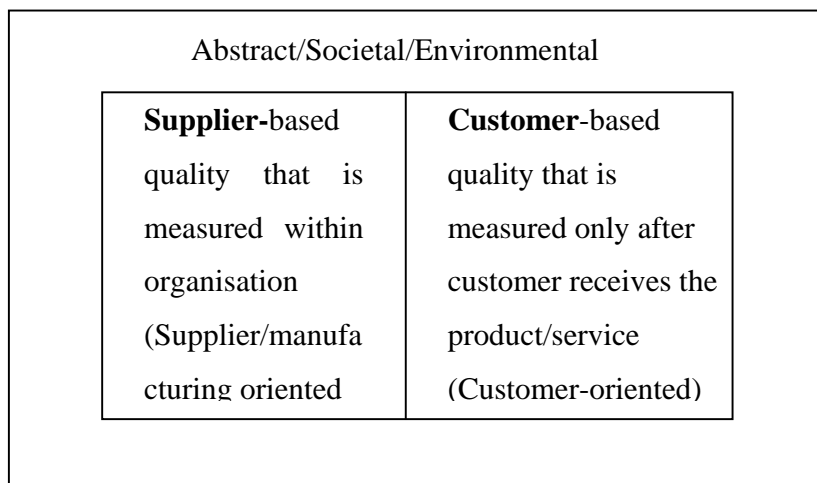 Abstract/Societal/Environmental
Supplier-based
quality that is
measured within
organisation
(Supplier/manufa
cturing oriented
Customer-based
quality that is
measured only after
customer receives the
product/service
(Customer-oriented)